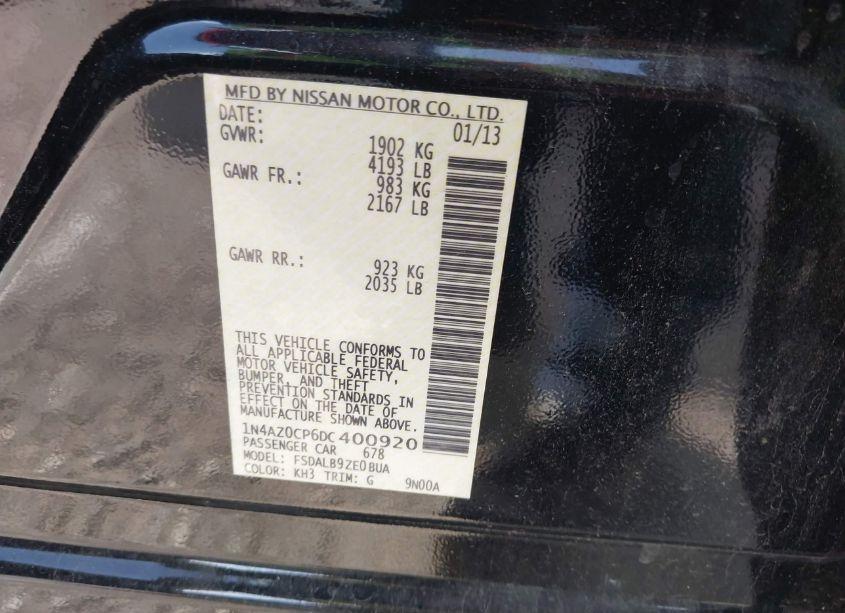 MFD BY NISSAN MOTOR CO., LTD.
DATE: 01/13
GVWR: 1902 KG
4193 LB
GAWR FR.: 983 KG
2167 LB
GAWR RR.: 923 KG
2035 LB
THIS VEHICLE CONFORMS TO
ALL APPLICABLE FEDERAL
MOTOR VEHICLE SAFETY,
BUMPER, AND THEFT
PREVENTION STANDARDS IN
EFFECT ON THE DATE OF
MANUFACTURE SHOWN ABOVE.
1N4AZ0CP6DC400920
PASSENGER CAR 678
MODEL: FSDALB9ZE0BUA
COLOR: KH3 TRIM: G 9N00A